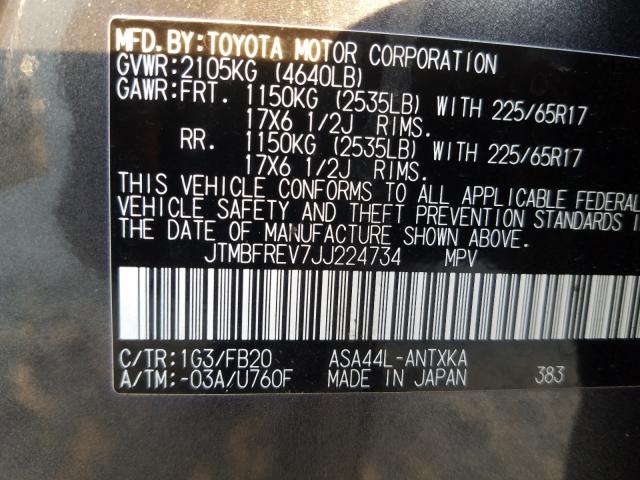 MFD.BY:TOYOTA MOTOR CORPORATION
GVWR:2105KG (4640LB)
GAWR:FRT. 1150KG (2535LB) WITH 225/65R17
17X6 1/2J RIMS.
RR. 1150KG (2535LB) WITH 225/65R17
17X6 1/2J RIMS.
THIS VEHICLE CONFORMS TO ALL APPLICABLE FEDERAL
VEHICLE SAFETY AND THEFT PREVENTION STANDARDS
THE DATE OF MANUFACTURE SHOWN ABOVE.
JTMBFREV7JJ224734 MPV
C/TR:1G3/FB20 ASA44L-ANTXKA
A/TM:-03A/U760F MADE IN JAPAN 383